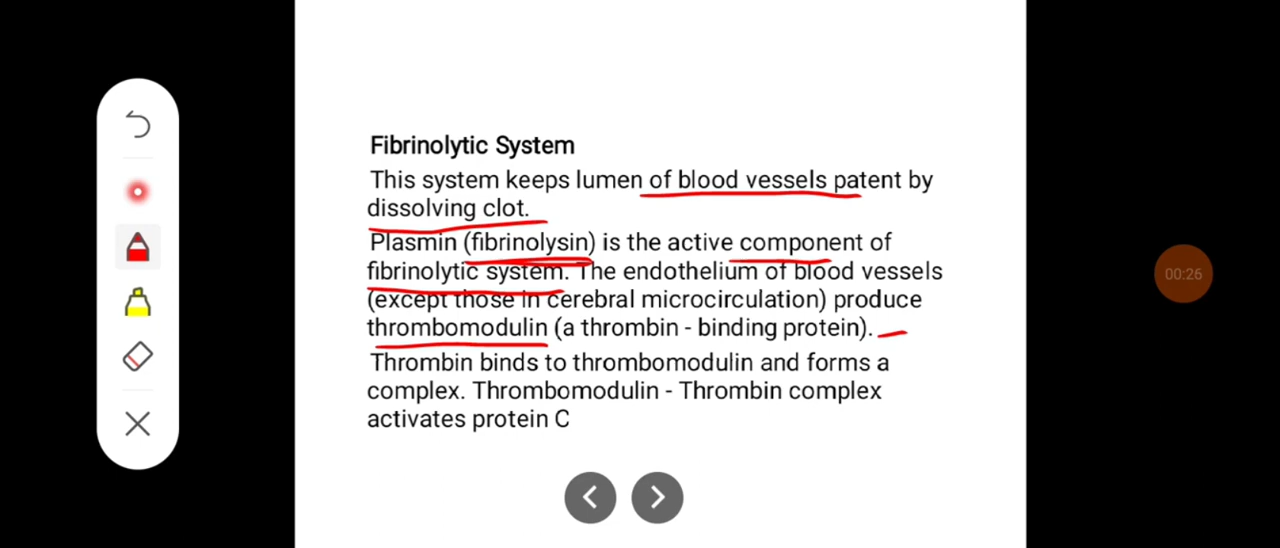 Fibrinolytic System
This system keeps lumen of blood vessels patent by
dissolving clot.
Plasmin (fibrinolysin) is the active component of
fibrinolytic system. The endothelium of blood vessels
(except those in cerebral microcirculation) produce
thrombomodulin (a thrombin - binding protein).
Thrombin binds to thrombomodulin and forms a
complex. Thrombomodulin - Thrombin complex
activates protein C
00:26